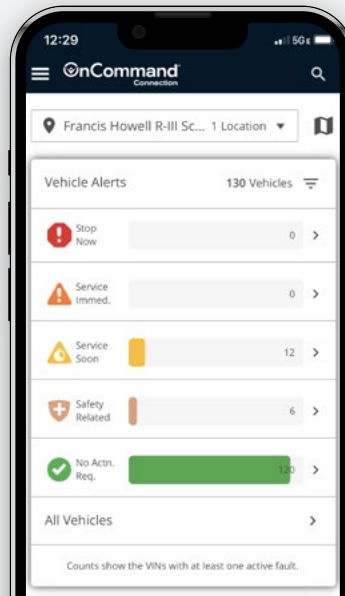 12:29
5GE
OnCommand
Connection
Francis Howell R-III Sc... 1 Location
Vehicle Alerts 130 Vehicles
Stop
Now
0
Service
Immed.
0
Service
Soon
12
Safety
Related
6
No Actn.
Req.
120
All Vehicles
Counts show the VINs with at least one active fault.